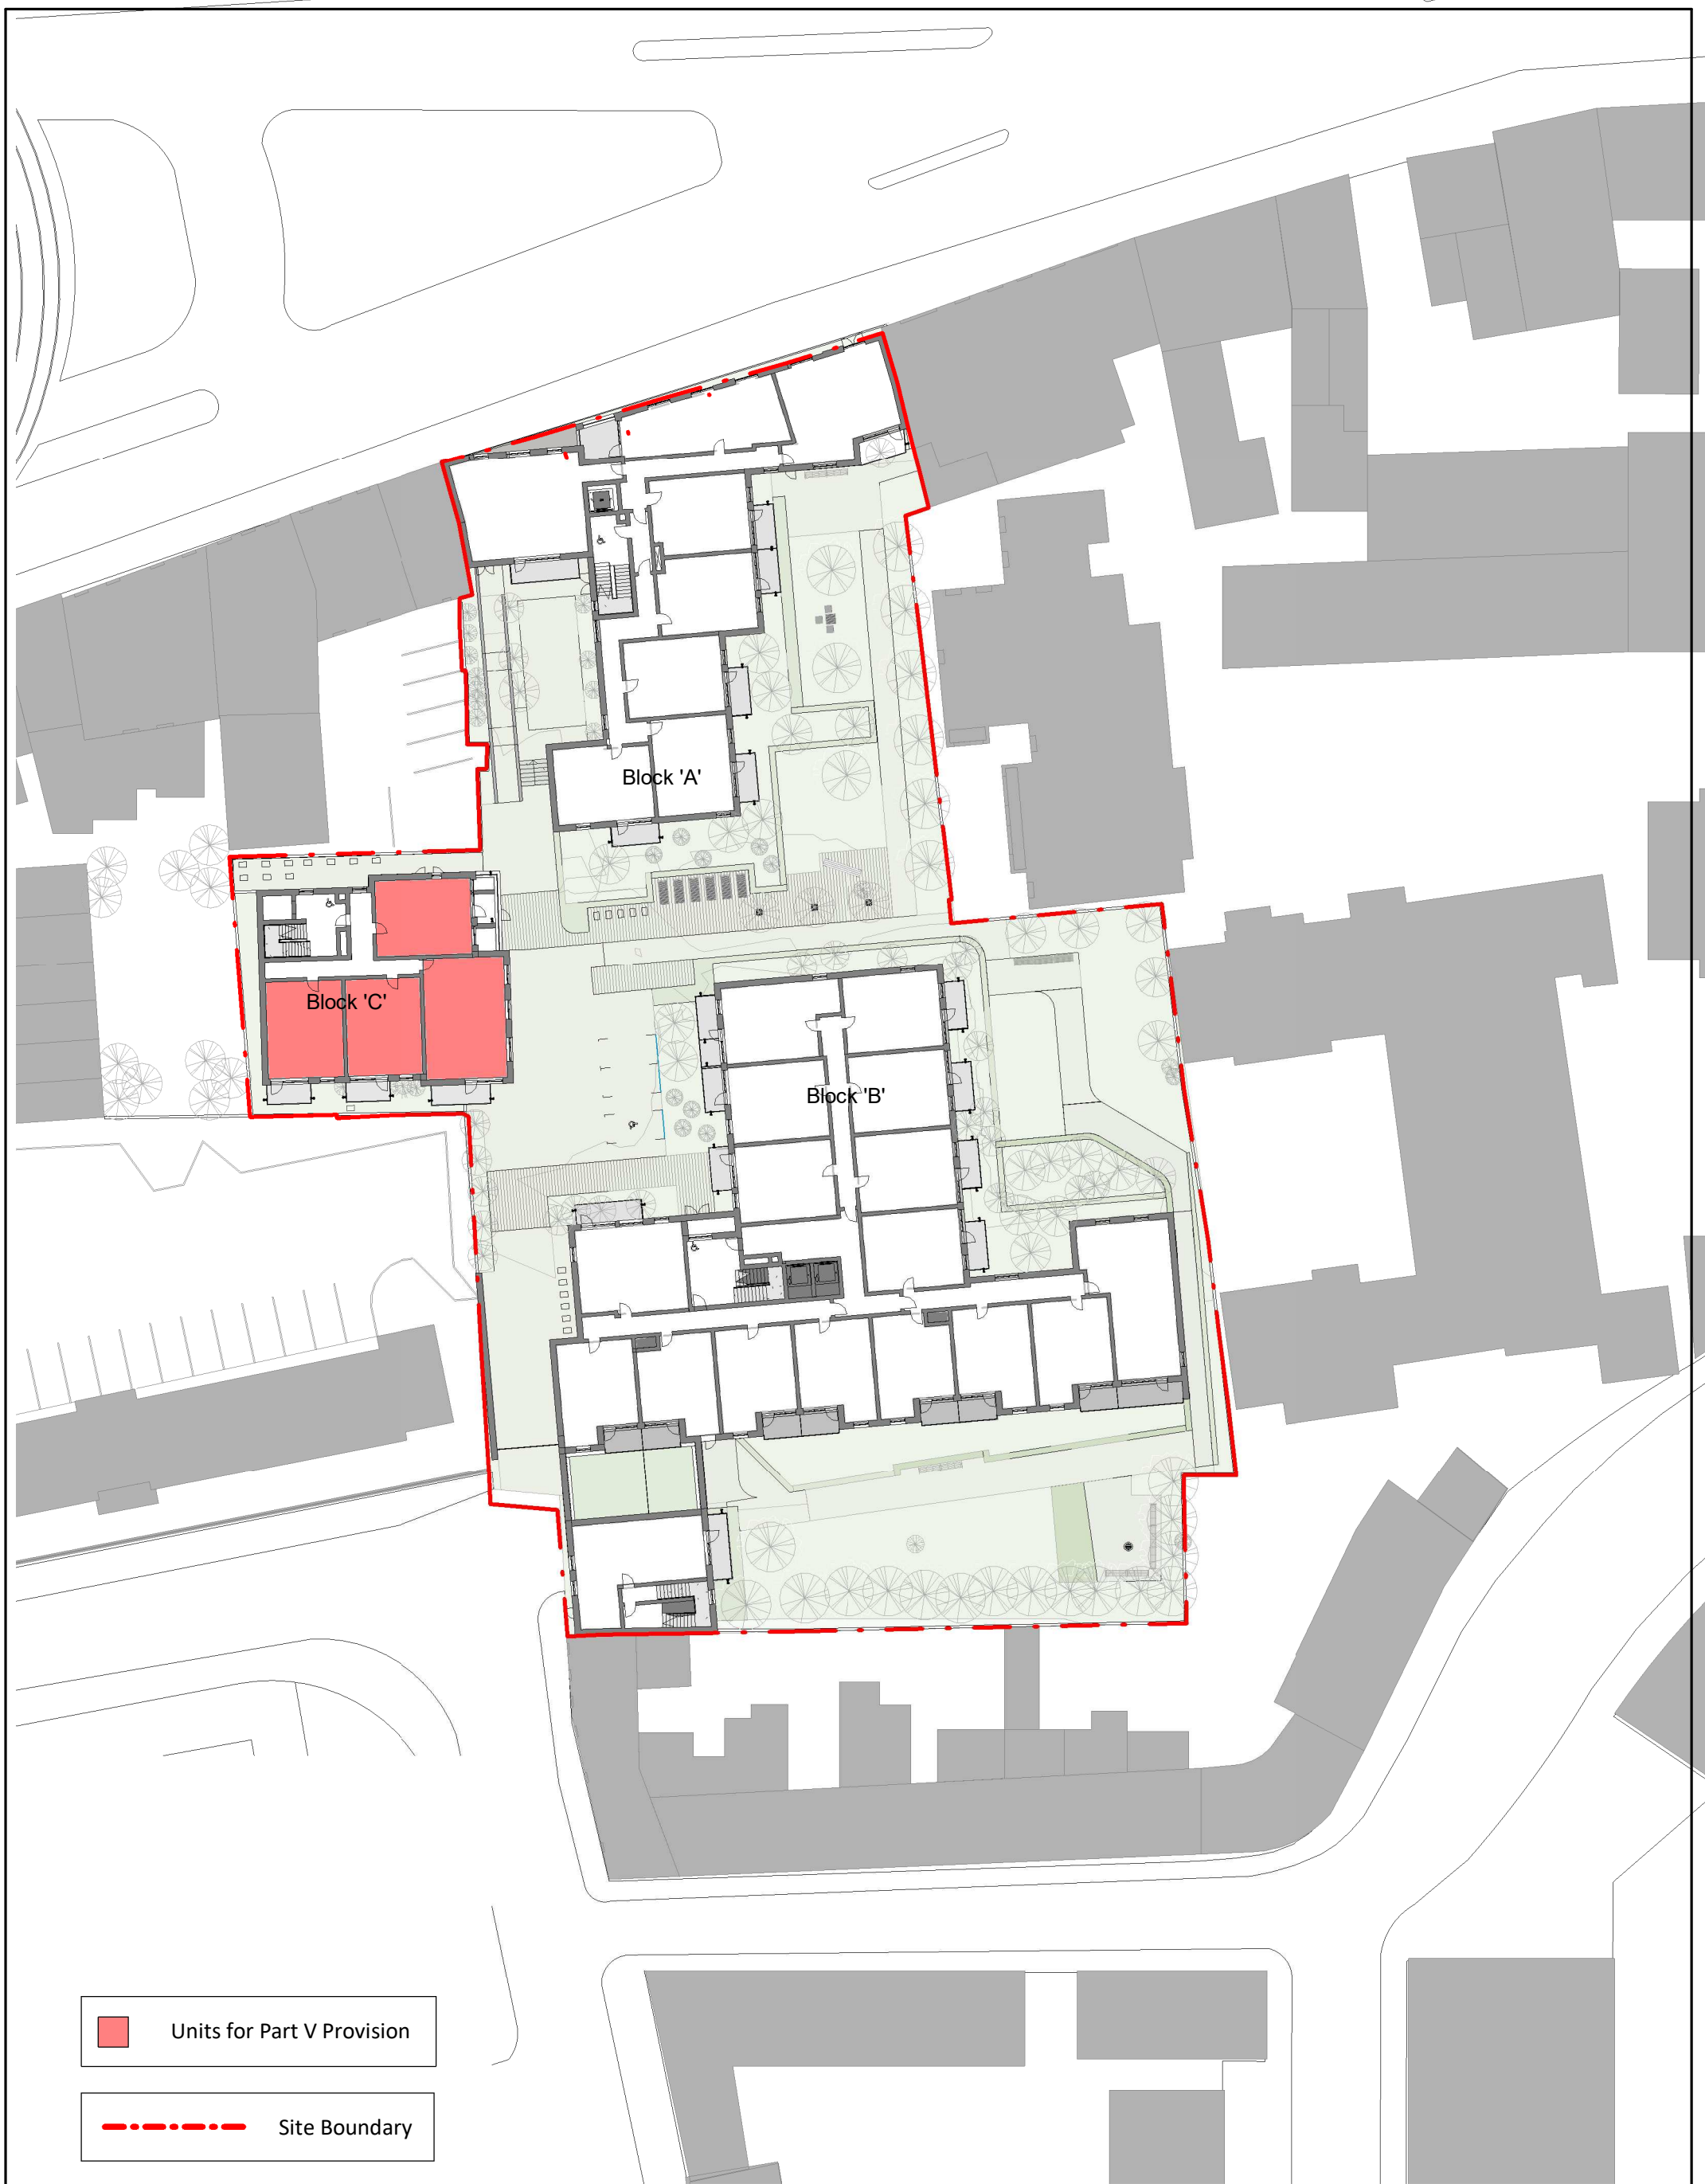 Block 'A'
Block 'C'
Block 'B'
Units for Part V Provision
Site Boundary